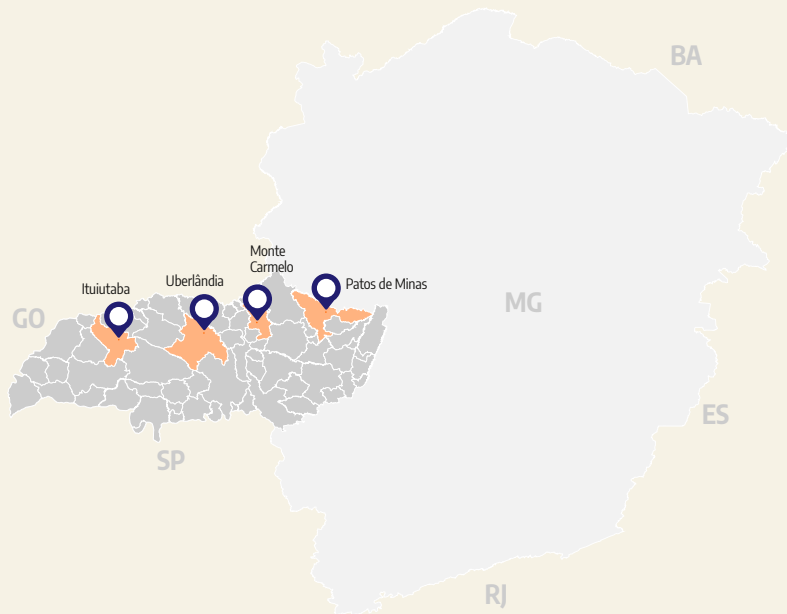 BA
Monte
Carmelo
Uberlândia
Ituiutaba
Patos de Minas
MG
GO
ES
SP
RJ